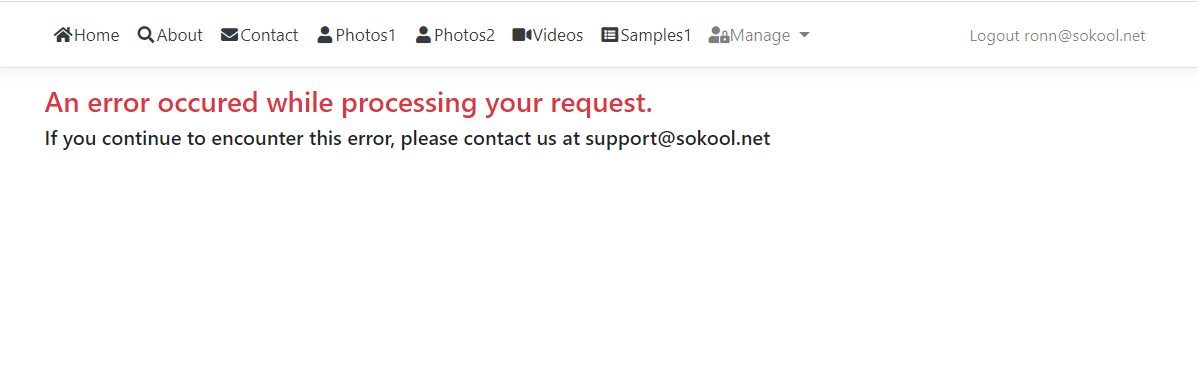 Home About Contact Photos1 Photos2 Videos Samples1 Manage Logout ronn@sokool.net
An error occured while processing your request.
If you continue to encounter this error, please contact us at support@sokool.net